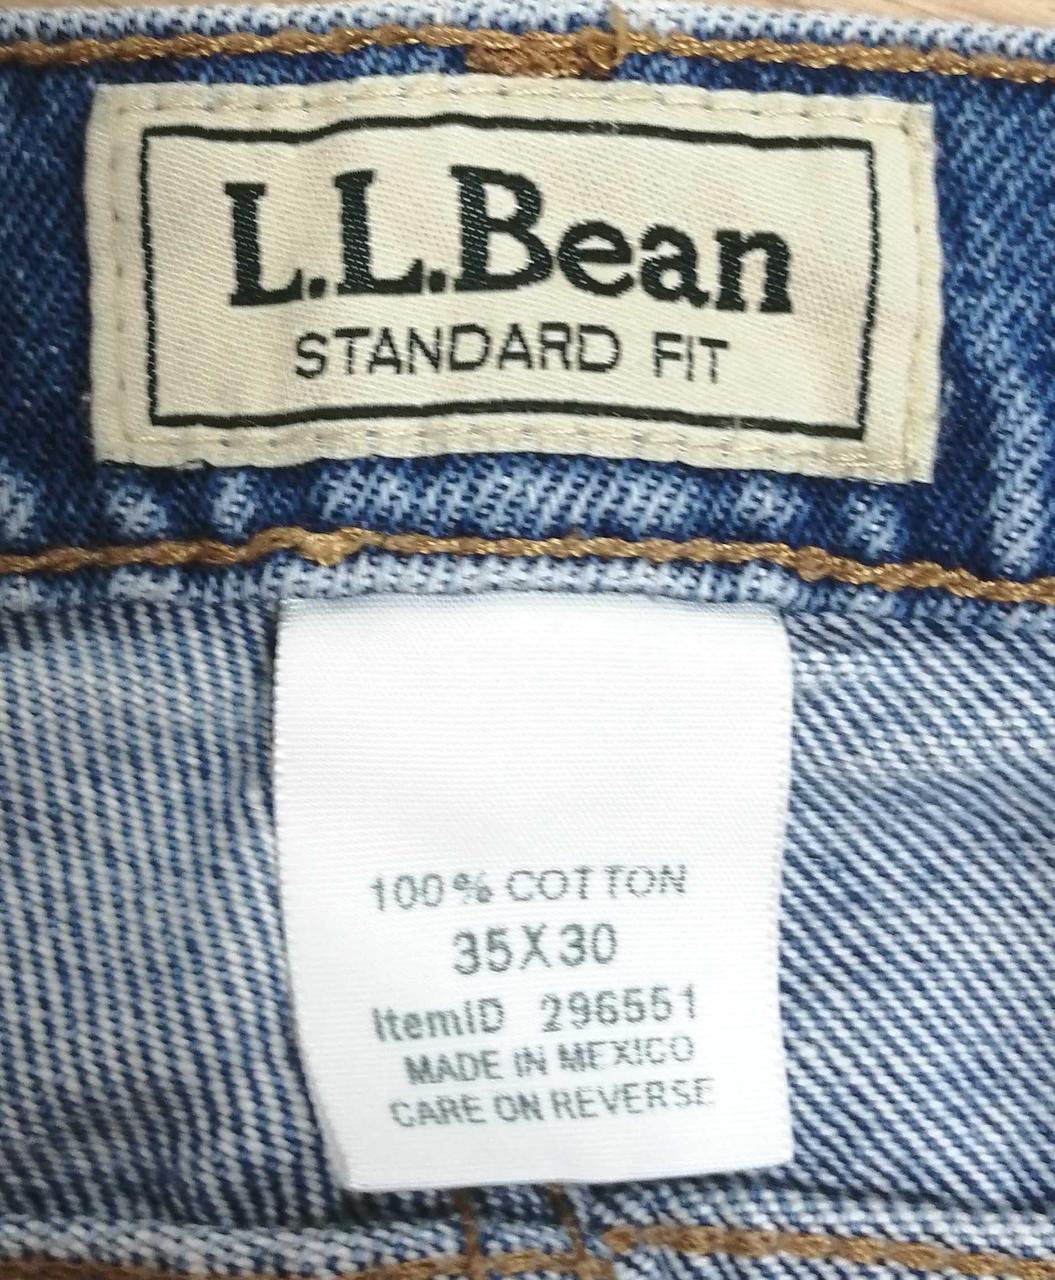 L.L.Bean
STANDARD FIT
100% COTTON
35X30
ItemID 296551
MADE IN MEXICO
CARE ON REVERSE